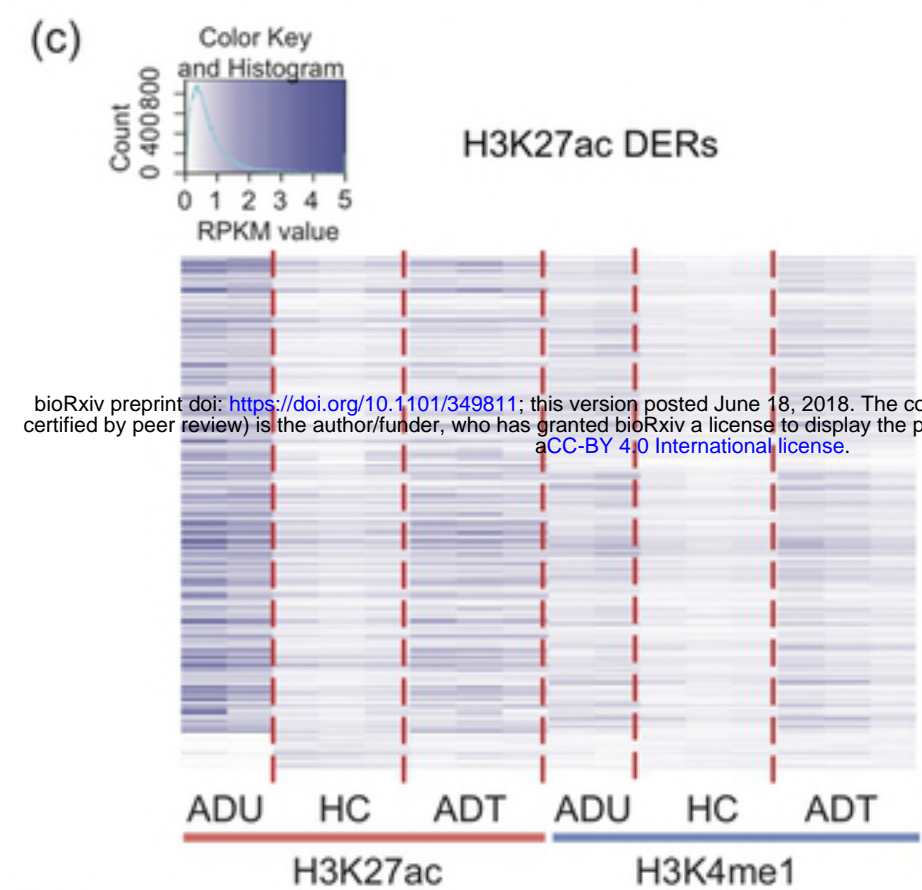 (c)
Color Key
and Histogram
Count
0 400 800
0 1 2 3 4 5
RPKM value
H3K27ac DERs
bioRxiv preprint doi: https://doi.org/10.1101/349811; this version posted June 18, 2018. The co
certified by peer review) is the author/funder, who has granted bioRxiv a license to display the p
aCC-BY 4.0 International license.
ADU HC ADT ADU HC ADT
H3K27ac H3K4me1